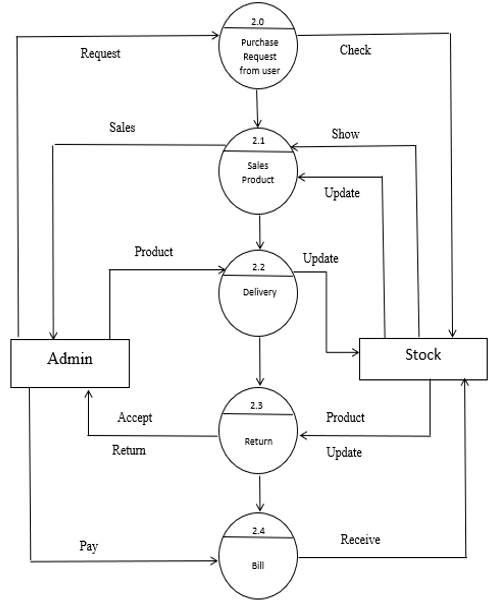 2.0
Purchase
Request
from user
Request
Check
Sales
2.1
Show
Sales
Product
Update
Product
2.2
Update
Delivery
Admin
Stock
2.3
Accept
Product
Return
Return
Update
2.4
Pay
Receive
Bill